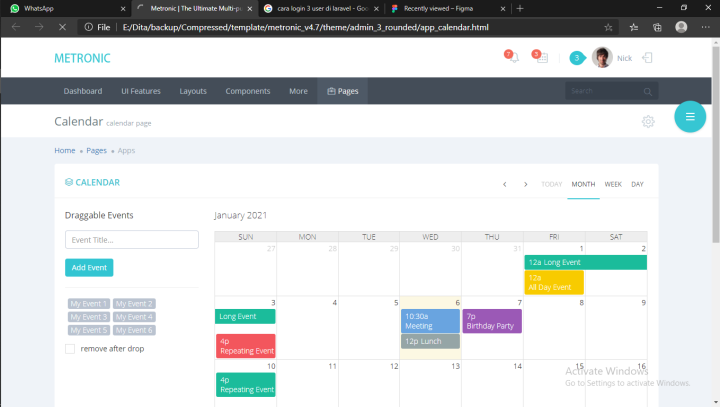 WhatsApp
Metronic | The Ultimate Multi-pu
cara login 3 user di laravel - Goo
Recently viewed – Figma
File | E:/Dita/backup/Compressed/template/metronic_v4.7/theme/admin_3_rounded/app_calendar.html
METRONIC
7 3 3 Nick
Dashboard UI Features Layouts Components More Pages Search
Calendar calendar page
Home Pages Apps
CALENDAR
TODAY MONTH WEEK DAY
Draggable Events
Event Title...
Add Event
My Event 1 My Event 2
My Event 3 My Event 4
My Event 5 My Event 6
remove after drop
January 2021
SUN MON TUE WED THU FRI SAT
27 28 29 30 31 1 2
12a Long Event
12a
All Day Event
3 4 5 6 7 8 9
Long Event
10:30a
Meeting
7p
Birthday Party
12p Lunch
4p
Repeating Event
10 11 12 13 14 15 16
4p
Repeating Event
Activate Windows
Go to Settings to activate Windows.